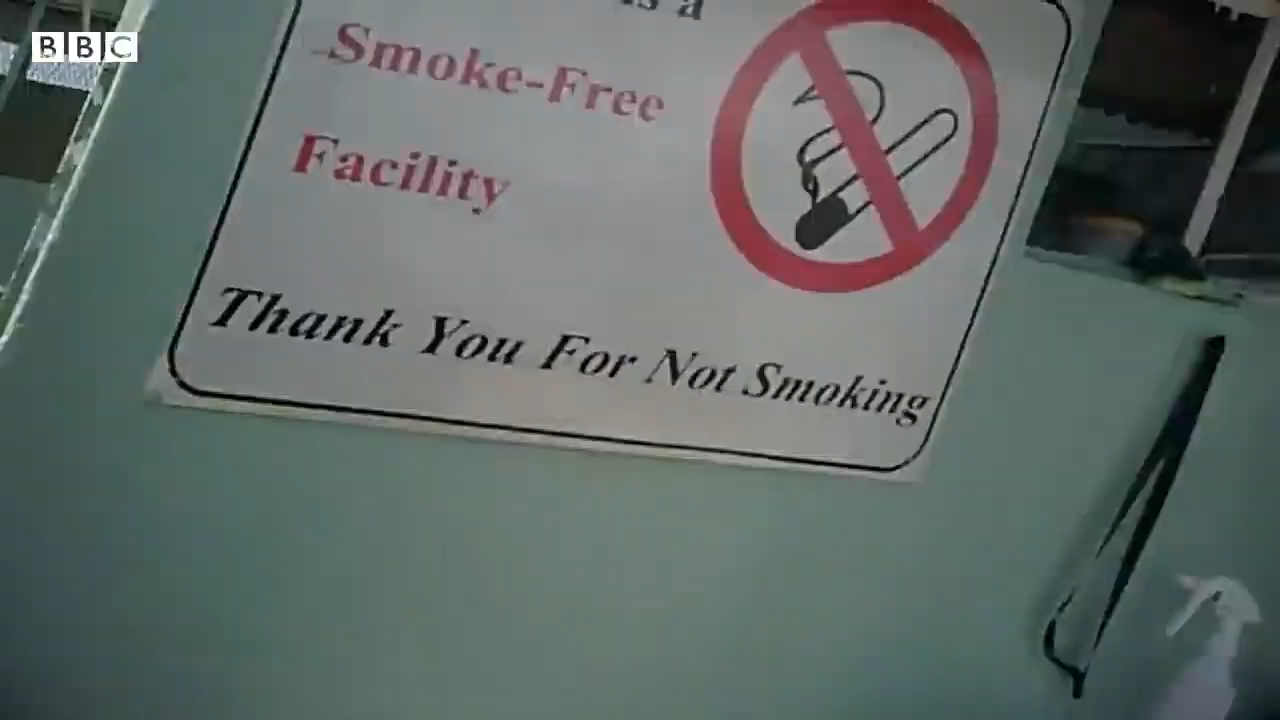 BBC
is a
Smoke-Free
Facility
Thank You For Not Smoking